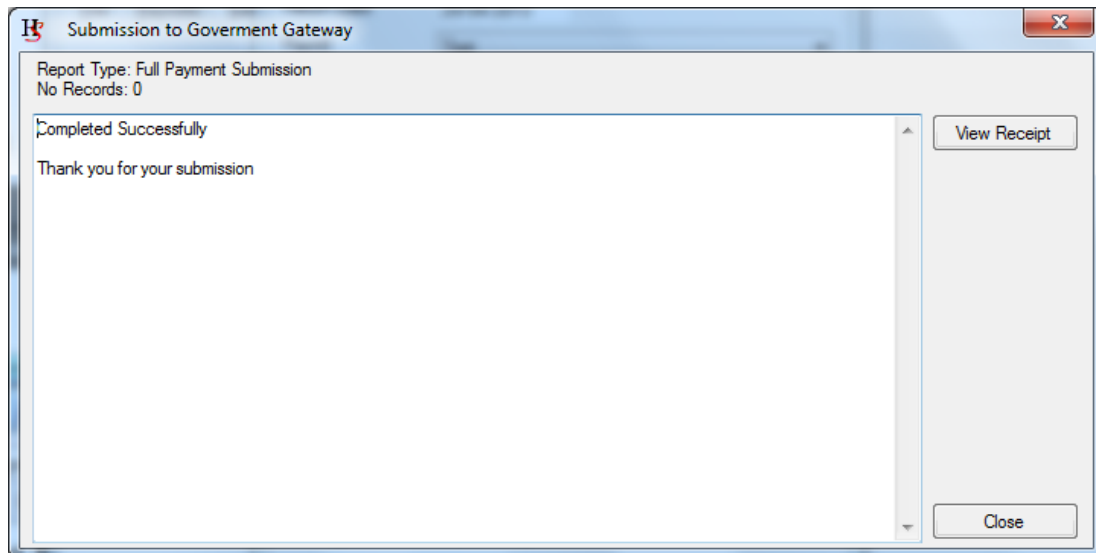 Submission to Goverment Gateway
Report Type: Full Payment Submission
No Records: 0
Completed Successfully
Thank you for your submission
View Receipt
Close